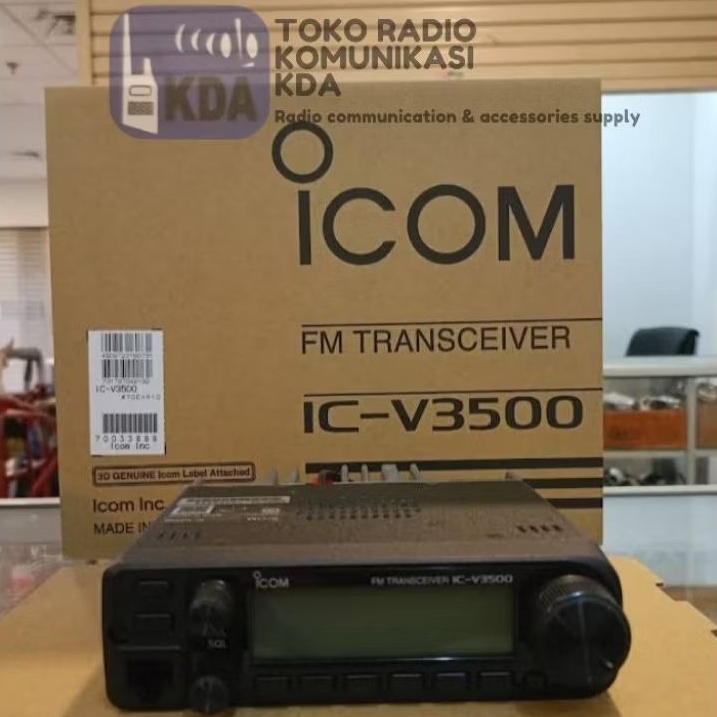 KDA
TOKO RADIO
KOMUNIKASI
KDA
Radio communication & accessories supply
ICOM
FM TRANSCEIVER
IC-V3500
IC-V3500
70033888
Icom Inc
3D GENUINE Icom Label Attached
Icom Inc.
MADE IN
ICOM
FM TRANSCEIVER IC-V3500
SQL